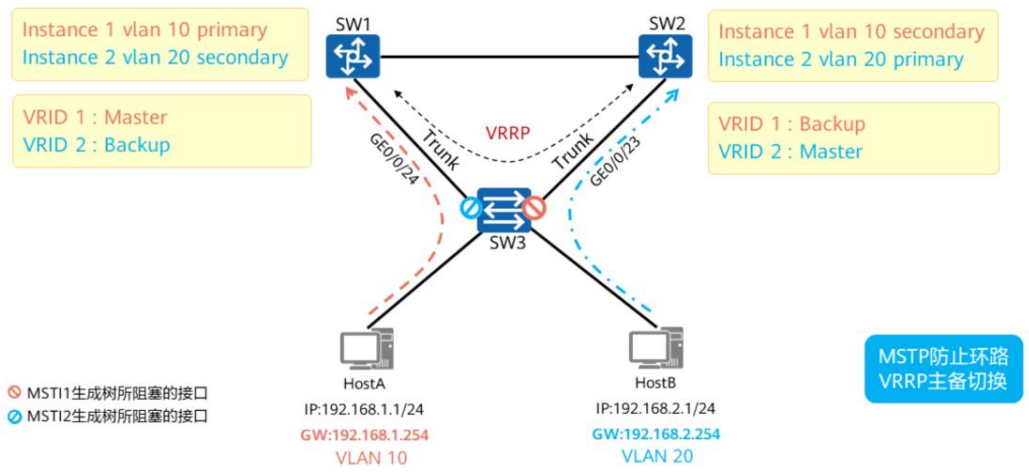 SW1
SW2
Instance 1 vlan 10 primary
Instance 2 vlan 20 secondary
Instance 1 vlan 10 secondary
Instance 2 vlan 20 primary
VRID 1 : Master
VRID 2 : Backup
VRID 1 : Backup
VRID 2 : Master
VRRP
Trunk
GE0/0/24
Trunk
GE0/0/23
SW3
HostA
IP:192.168.1.1/24
GW:192.168.1.254
VLAN 10
HostB
IP:192.168.2.1/24
GW:192.168.2.254
VLAN 20
MSTP防止环路
VRRP主备切换
MSTI1生成树所阻塞的接口
MSTI2生成树所阻塞的接口